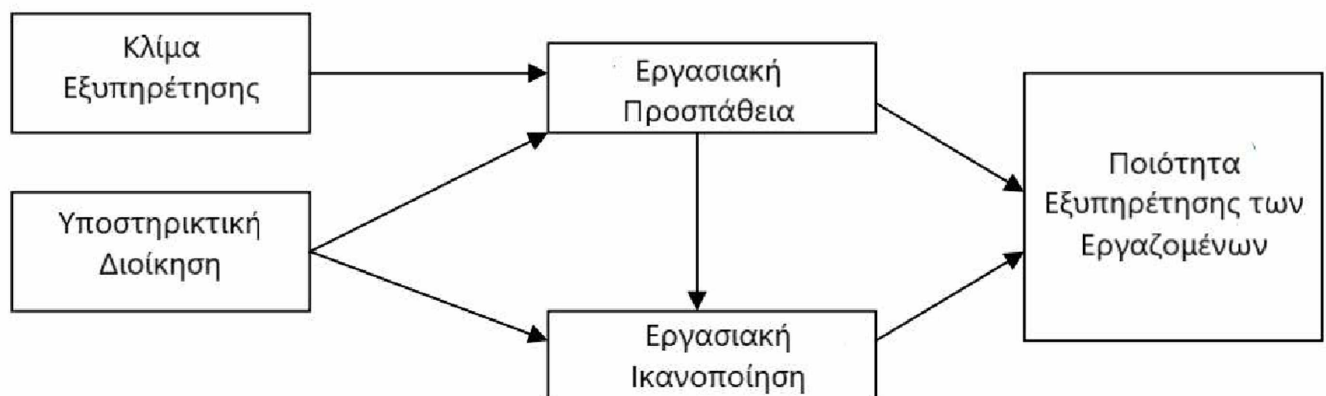 Κλίμα
Εξυπηρέτησης
Υποστηρικτική
Διοίκηση
Εργασιακή
Προσπάθεια
Εργασιακή
Ικανοποίηση
Ποιότητα
Εξυπηρέτησης των
Εργαζομένων